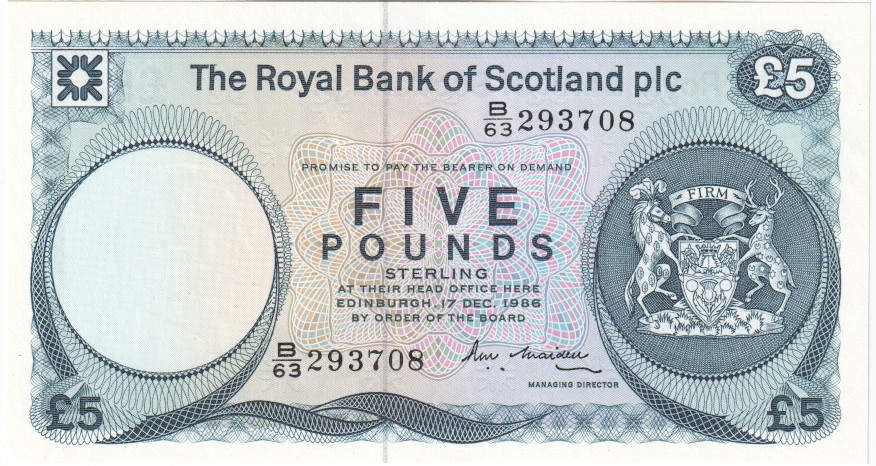 The Royal Bank of Scotland plc
£5
B/63 293708
PROMISE TO PAY THE BEARER ON DEMAND
FIVE
POUNDS
STERLING
AT THEIR HEAD OFFICE HERE
EDINBURGH, 17 DEC. 1986
BY ORDER OF THE BOARD
FIRM
B/63 293708
MANAGING DIRECTOR
£5
£5